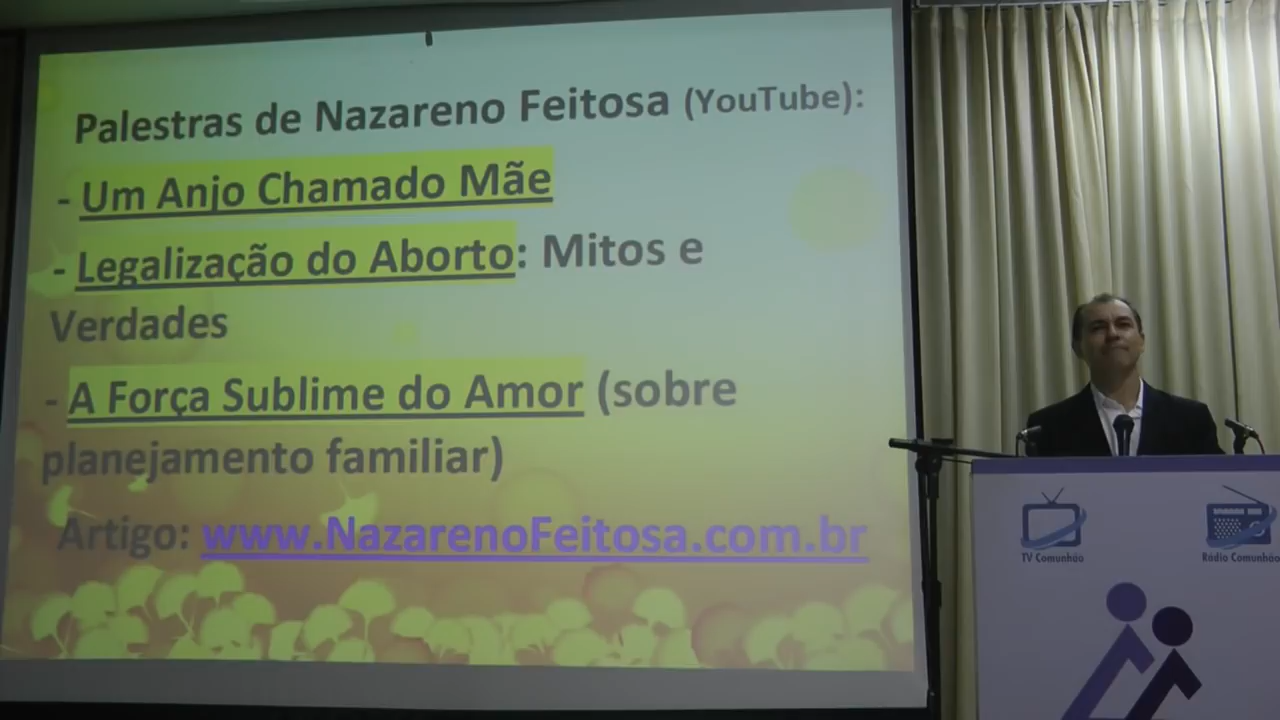 Palestras de Nazareno Feitosa (YouTube):
- Um Anjo Chamado Mãe
- Legalização do Aborto: Mitos e
Verdades
- A Força Sublime do Amor (sobre
planejamento familiar)
Artigo: www.NazarenoFeitosa.com.br
TV Comunhão
Rádio Comunhão